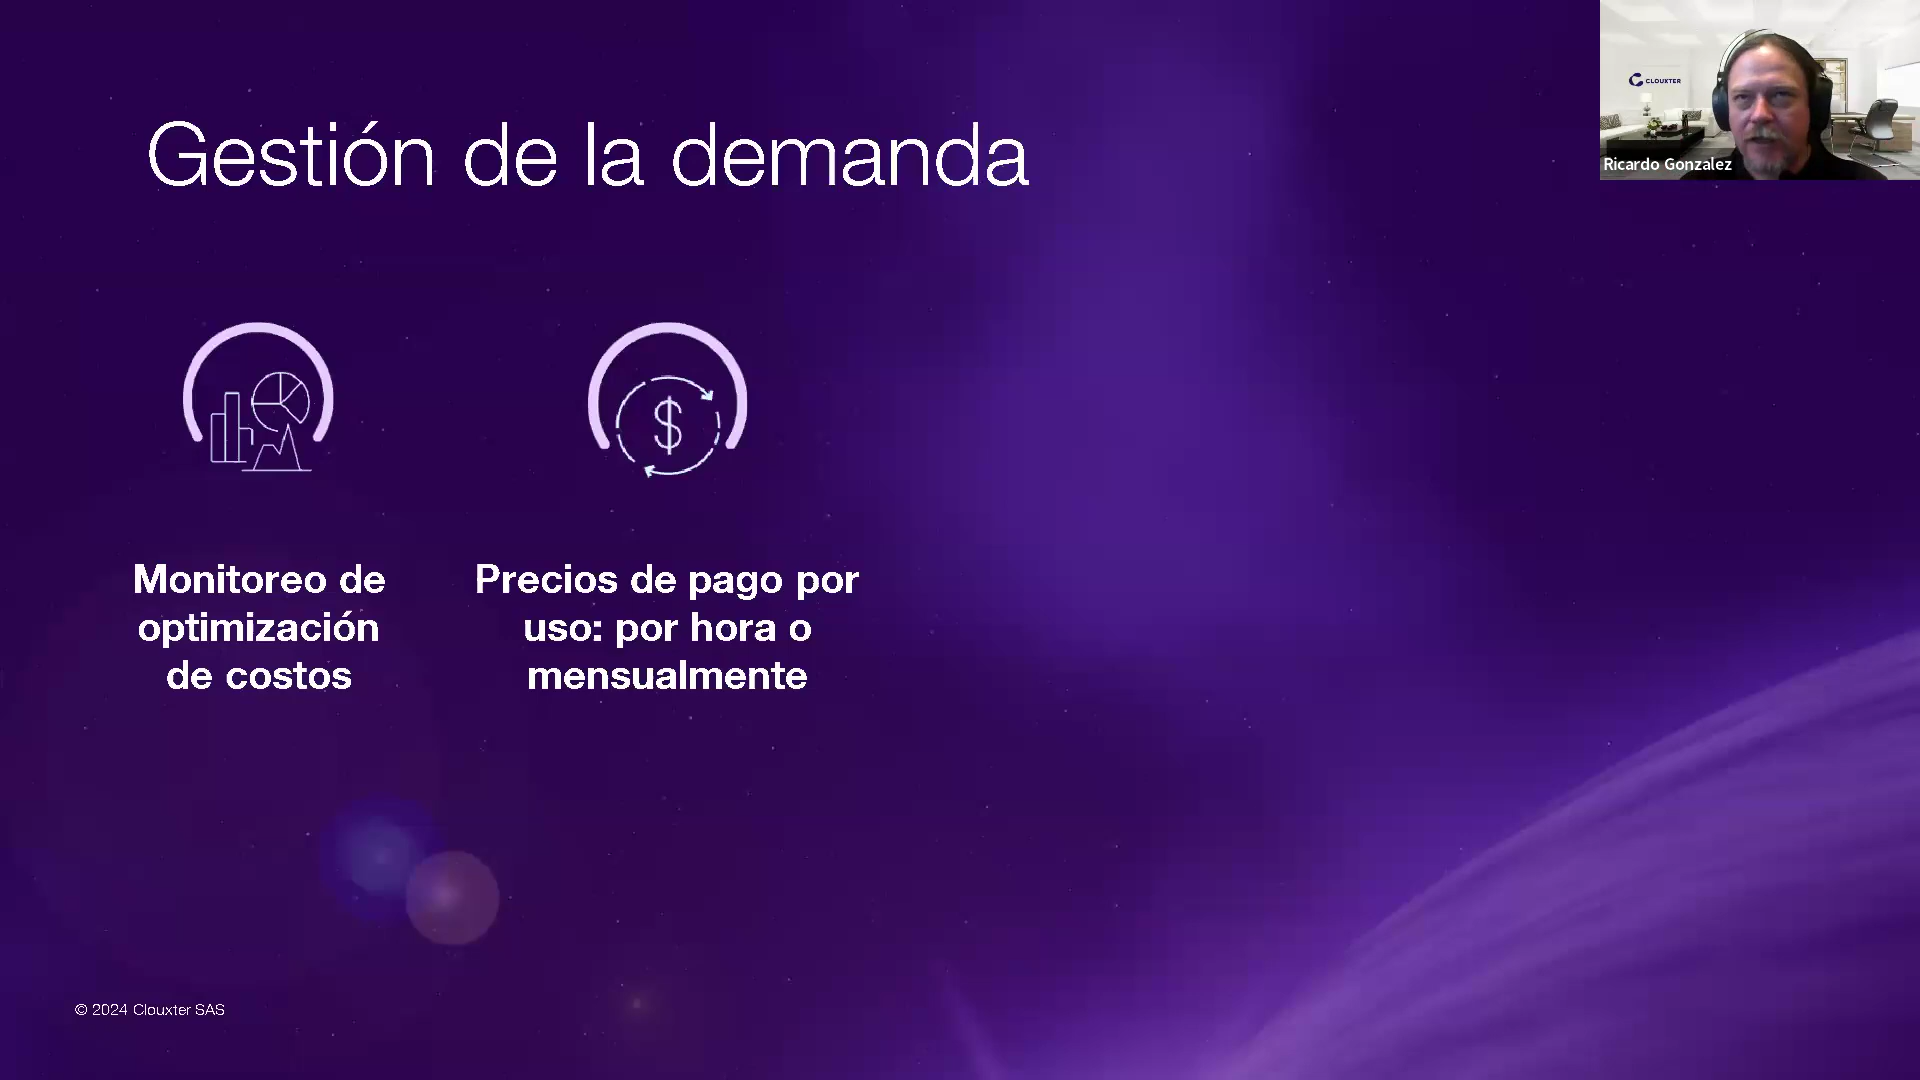 Gestión de la demanda
CLOUXTER
Ricardo Gonzalez
$
Monitoreo de
optimización
de costos
Precios de pago por
uso: por hora o
mensualmente
© 2024 Clouxter SAS